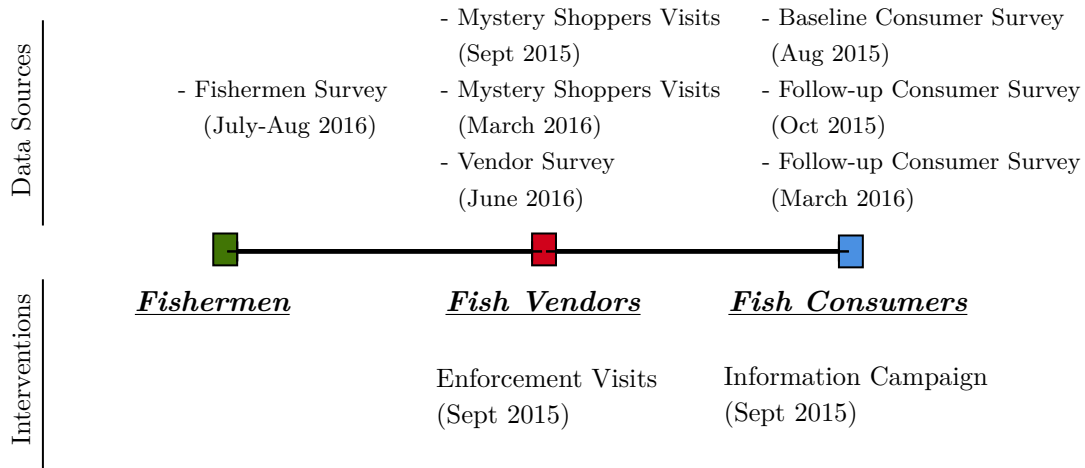 Data Sources
- Fishermen Survey
(July-Aug 2016)
- Mystery Shoppers Visits
(Sept 2015)
- Mystery Shoppers Visits
(March 2016)
- Vendor Survey
(June 2016)
- Baseline Consumer Survey
(Aug 2015)
- Follow-up Consumer Survey
(Oct 2015)
- Follow-up Consumer Survey
(March 2016)
Fishermen
Fish Vendors
Fish Consumers
Interventions
Enforcement Visits
(Sept 2015)
Information Campaign
(Sept 2015)